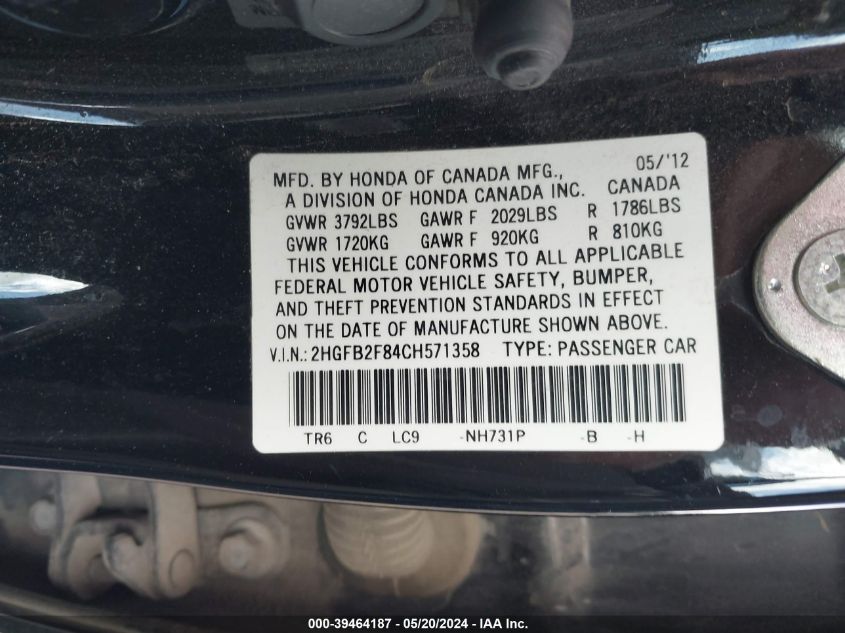 MFD. BY HONDA OF CANADA MFG., 05/'12
A DIVISION OF HONDA CANADA INC. CANADA
GVWR 3792LBS GAWR F 2029LBS R 1786LBS
GVWR 1720KG GAWR F 920KG R 810KG
THIS VEHICLE CONFORMS TO ALL APPLICABLE
FEDERAL MOTOR VEHICLE SAFETY, BUMPER,
AND THEFT PREVENTION STANDARDS IN EFFECT
ON THE DATE OF MANUFACTURE SHOWN ABOVE.
V.I.N.: 2HGFB2F84CH571358 TYPE: PASSENGER CAR
TR6 C LC9 -NH731P -B -H
000-39464187 - 05/20/2024 - IAA Inc.